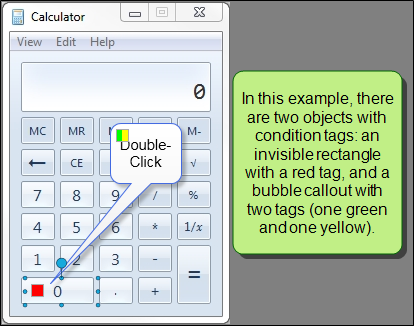 Calculator
View Edit Help
0
MC MR M-
← CE √
Double-
Click
7 8 9 / %
4 5 6 * 1/x
1 2 3 - =
0 . +
In this example, there
are two objects with
condition tags: an
invisible rectangle
with a red tag, and a
bubble callout with
two tags (one green
and one yellow).